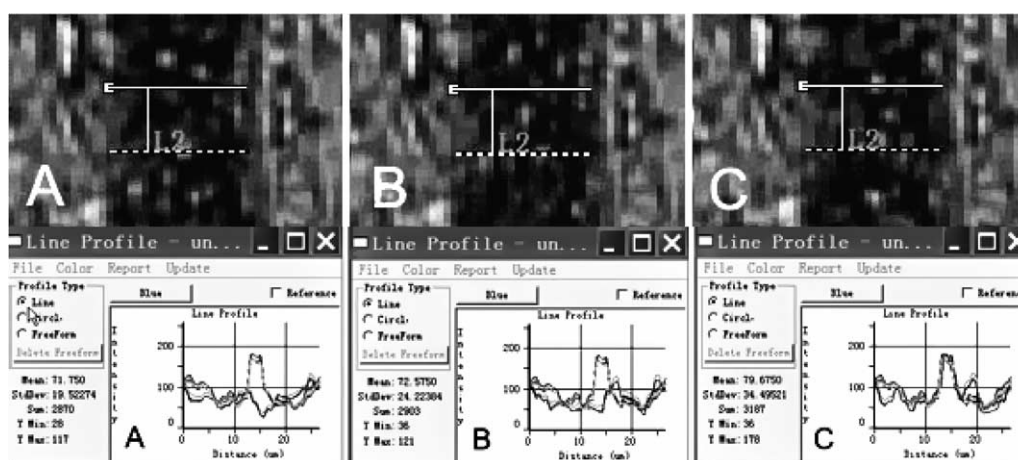 L2
A
L2
B
L2
C
Line Profile - un...
File Color Report Update
Profile Type
Line
Circl.
FreeForm
Delete Freeform
Mean: 71.750
StdDev: 19.52274
Sum: 2870
Y Min: 28
Y Max: 117
Blue
Reference
Line Profile
Intensity
200
100
0
0 10 20
Distance (um)
A
Line Profile - un...
File Color Report Update
Profile Type
Line
Circl.
FreeForm
Delete Freeform
Mean: 72.5750
StdDev: 24.22384
Sum: 2903
Y Min: 36
Y Max: 121
Blue
Reference
Line Profile
Intensity
200
100
0
0 10 20
Distance (um)
B
Line Profile - un...
File Color Report Update
Profile Type
Line
Circl.
FreeForm
Delete Freeform
Mean: 79.6750
StdDev: 34.49521
Sum: 3187
Y Min: 36
Y Max: 178
Blue
Reference
Line Profile
Intensity
200
100
0
0 10 20
Distance (um)
C